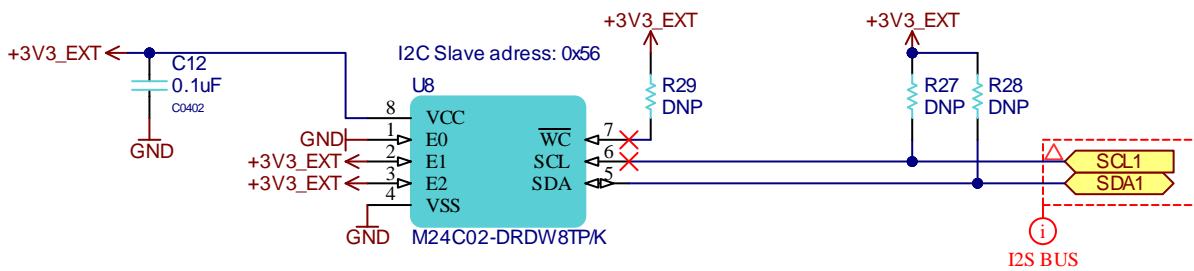 +3V3_EXT
+3V3_EXT
+3V3_EXT
I2C Slave adress: 0x56
C12
0.1uF
C0402
GND
U8
R29
DNP
R27
DNP
R28
DNP
8
VCC
GND
1
E0
WC
7
+3V3_EXT
2
E1
SCL
6
SCL1
+3V3_EXT
3
E2
SDA
5
SDA1
4
VSS
GND
M24C02-DRDW8TP/K
i
I2S BUS